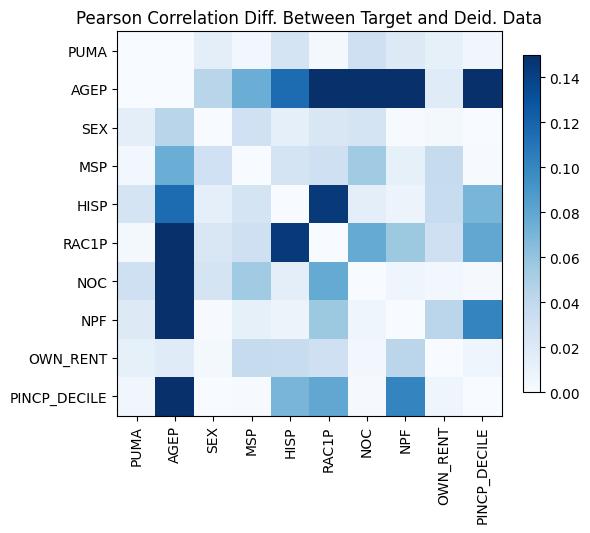 Pearson Correlation Diff. Between Target and Deid. Data
PUMA
AGEP
SEX
MSP
HISP
RAC1P
NOC
NPF
OWN_RENT
PINCP_DECILE
PUMA
AGEP
SEX
MSP
HISP
RAC1P
NOC
NPF
OWN_RENT
PINCP_DECILE
0.14
0.12
0.10
0.08
0.06
0.04
0.02
0.00